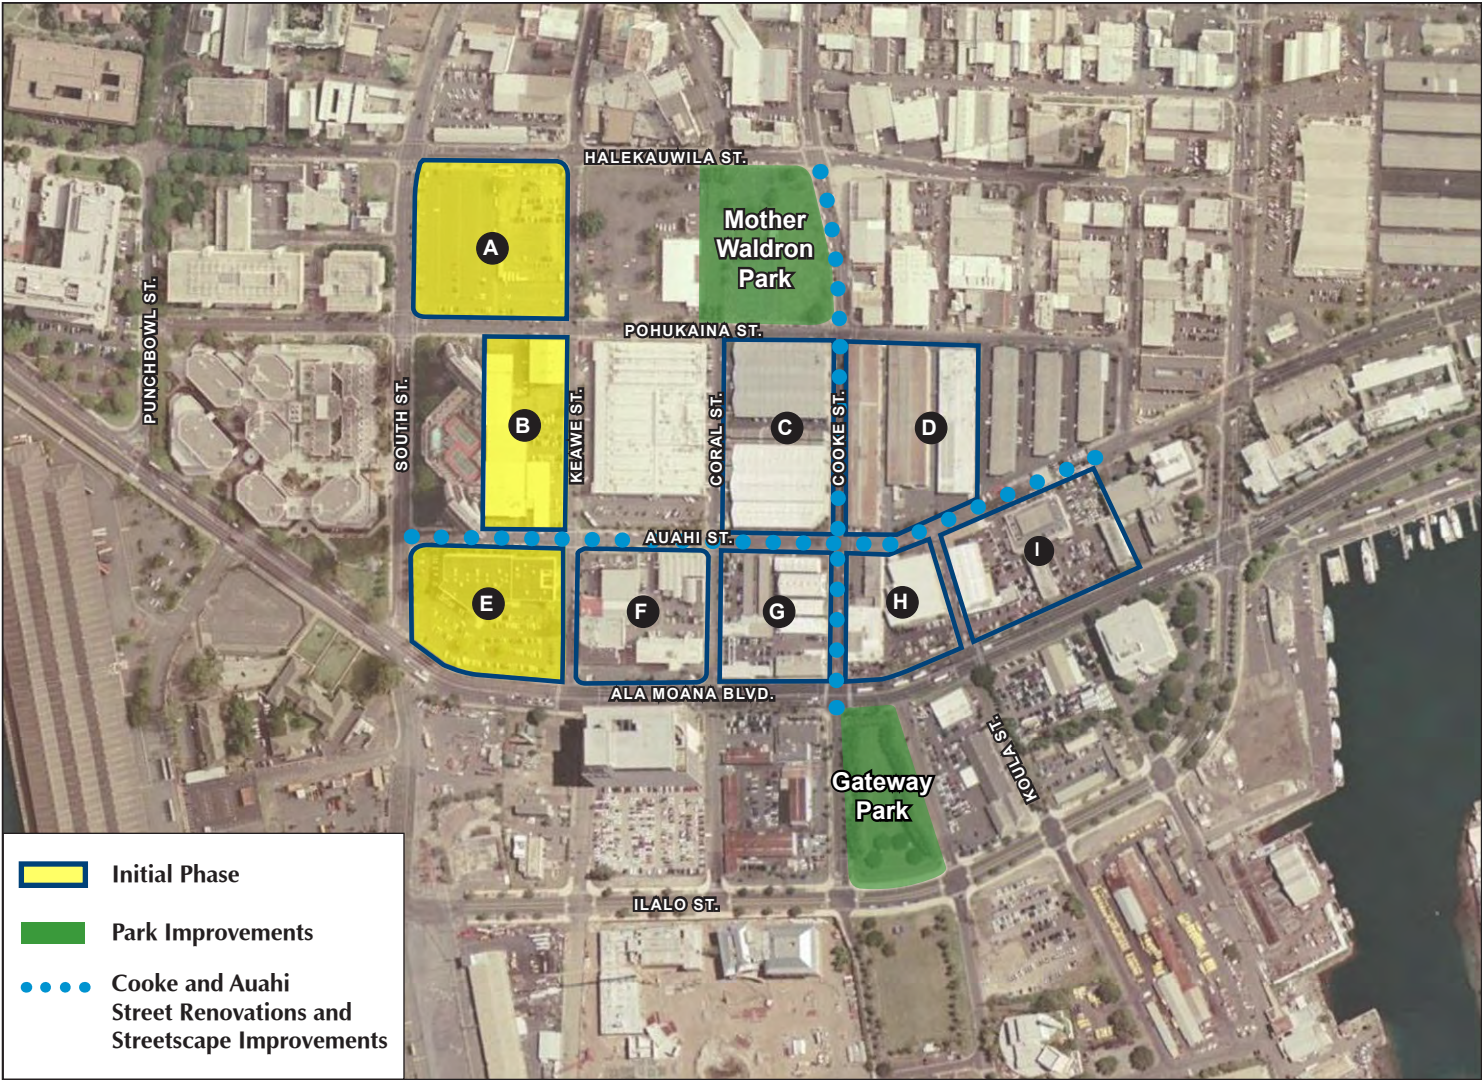 HALEKAUWILA ST.
Mother
Waldron
Park
A
PUNCHBOWL ST.
POHUKAINA ST.
SOUTH ST.
B
KEAWE ST.
CORAL ST.
C
COOKE ST.
D
AUAHI ST.
I
E
F
G
H
ALA MOANA BLVD.
KOULA ST.
Gateway
Park
ILALO ST.
Initial Phase
Park Improvements
Cooke and Auahi
Street Renovations and
Streetscape Improvements